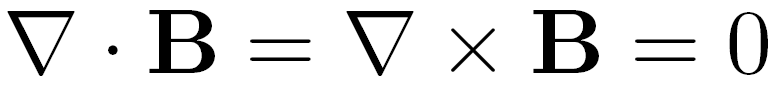 ∇ · 𝐁 = ∇ × 𝐁 = 0